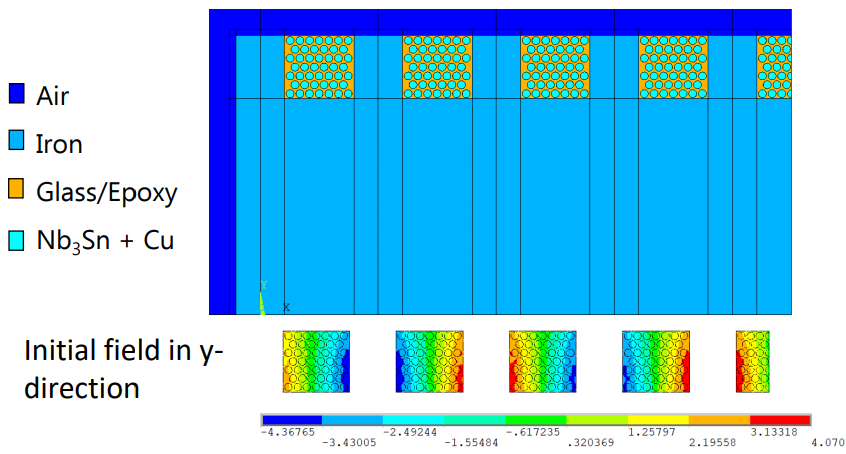 Air
Iron
Glass/Epoxy
Nb₃Sn + Cu
Y
X
Initial field in y-
direction
-4.36765 -2.49244 -.617235 1.25797 3.13318
-3.43005 -1.55484 .320369 2.19558 4.070